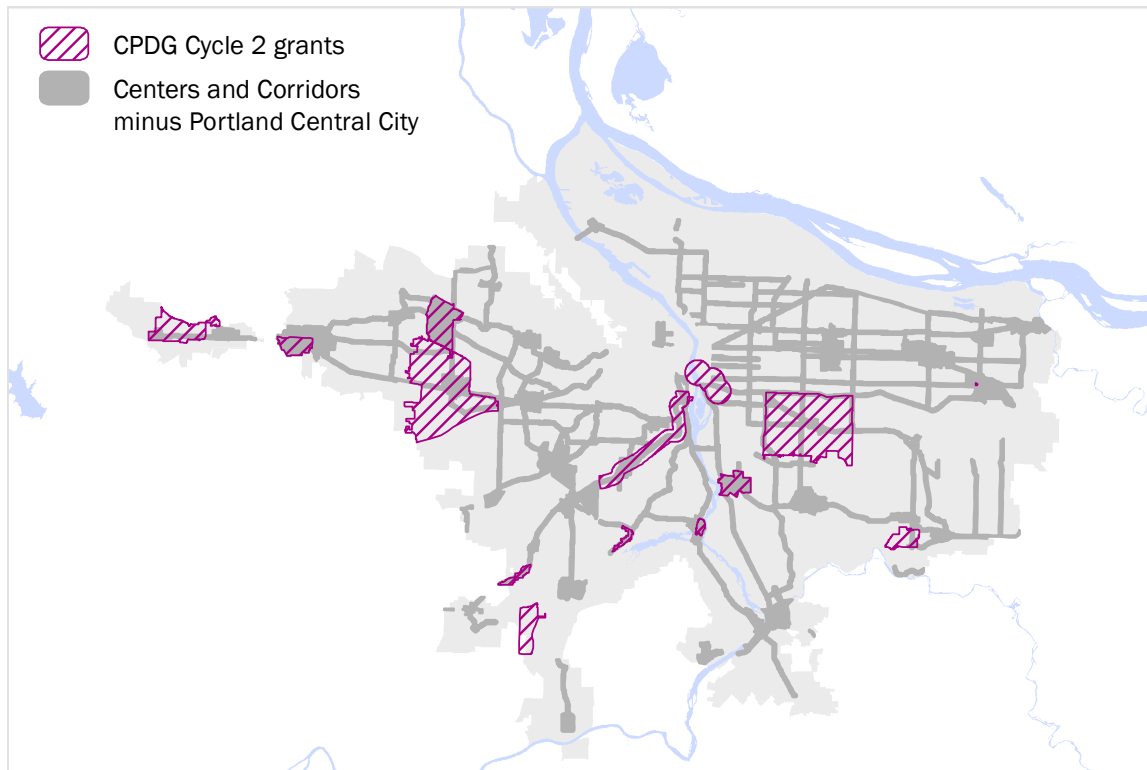 CPDG Cycle 2 grants
Centers and Corridors
minus Portland Central City